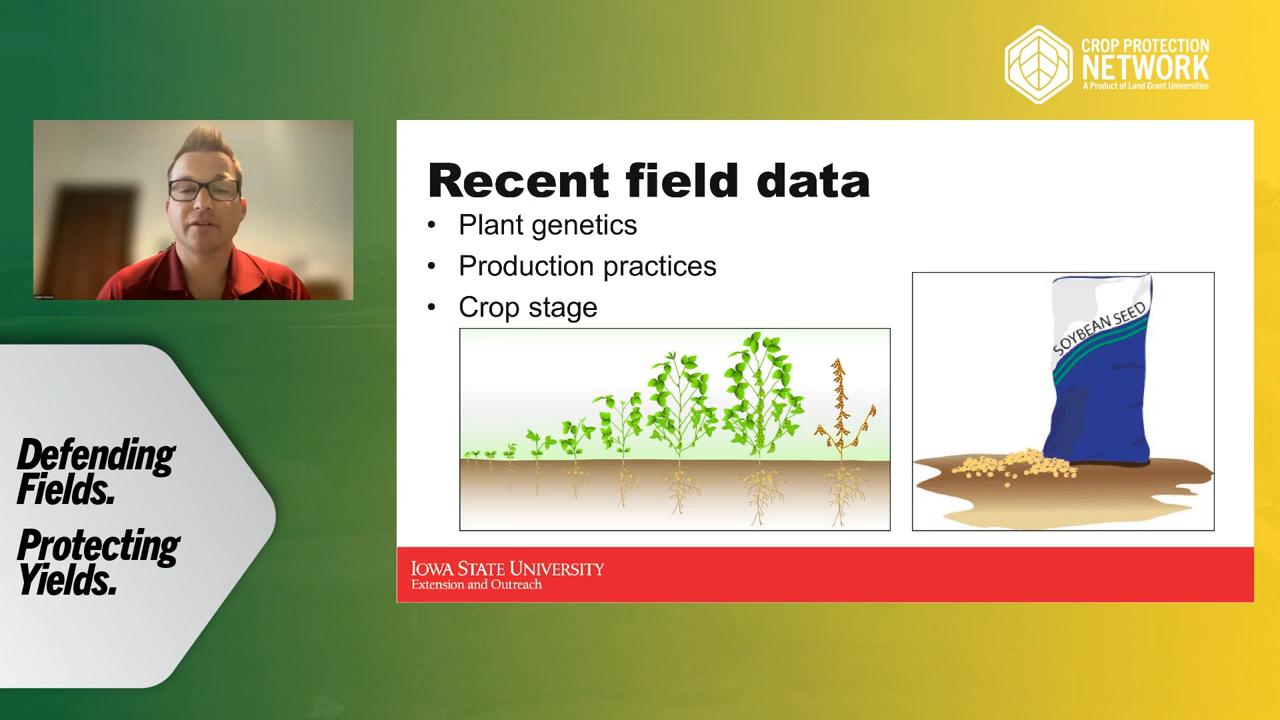 CROP PROTECTION
NETWORK
A Product of Land Grant Universities
Recent field data
• Plant genetics
• Production practices
• Crop stage
SOYBEAN SEED
Defending
Fields.
Protecting
Yields.
IOWA STATE UNIVERSITY
Extension and Outreach